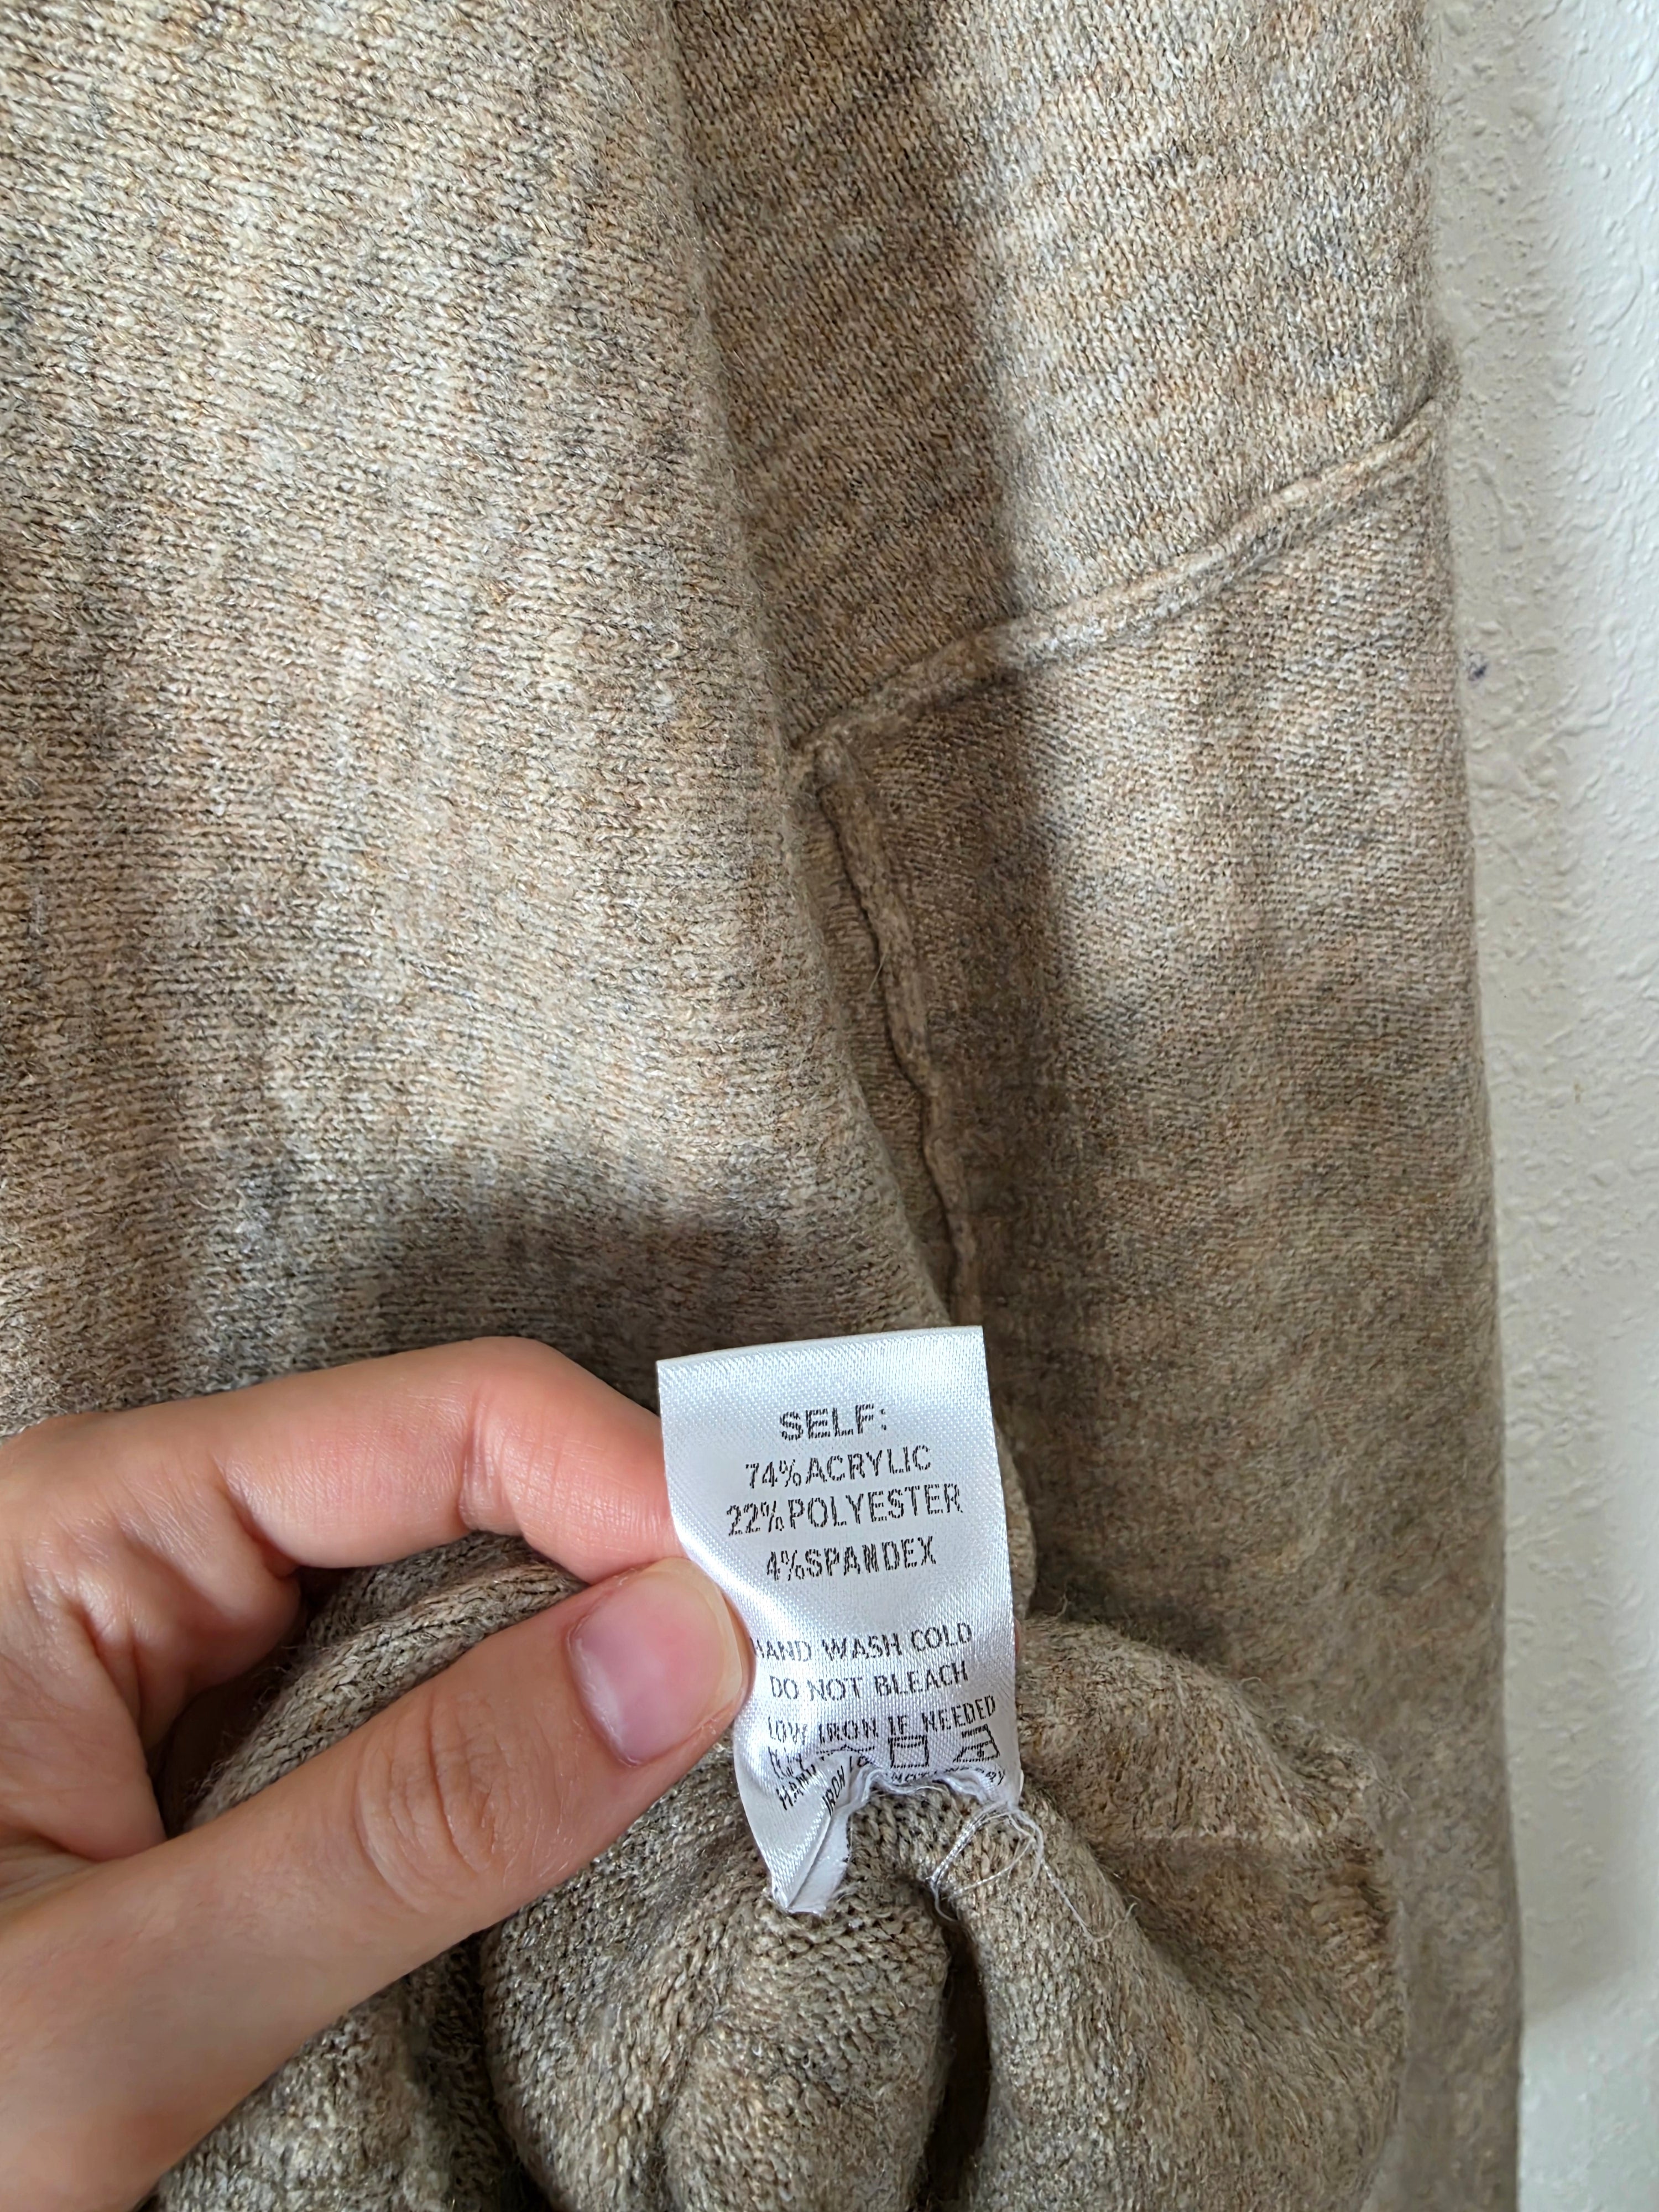 SELF:
74%ACRYLIC
22%POLYESTER
4%SPANDEX
HAND WASH COLD
DO NOT BLEACH
LOW IRON IF NEEDED